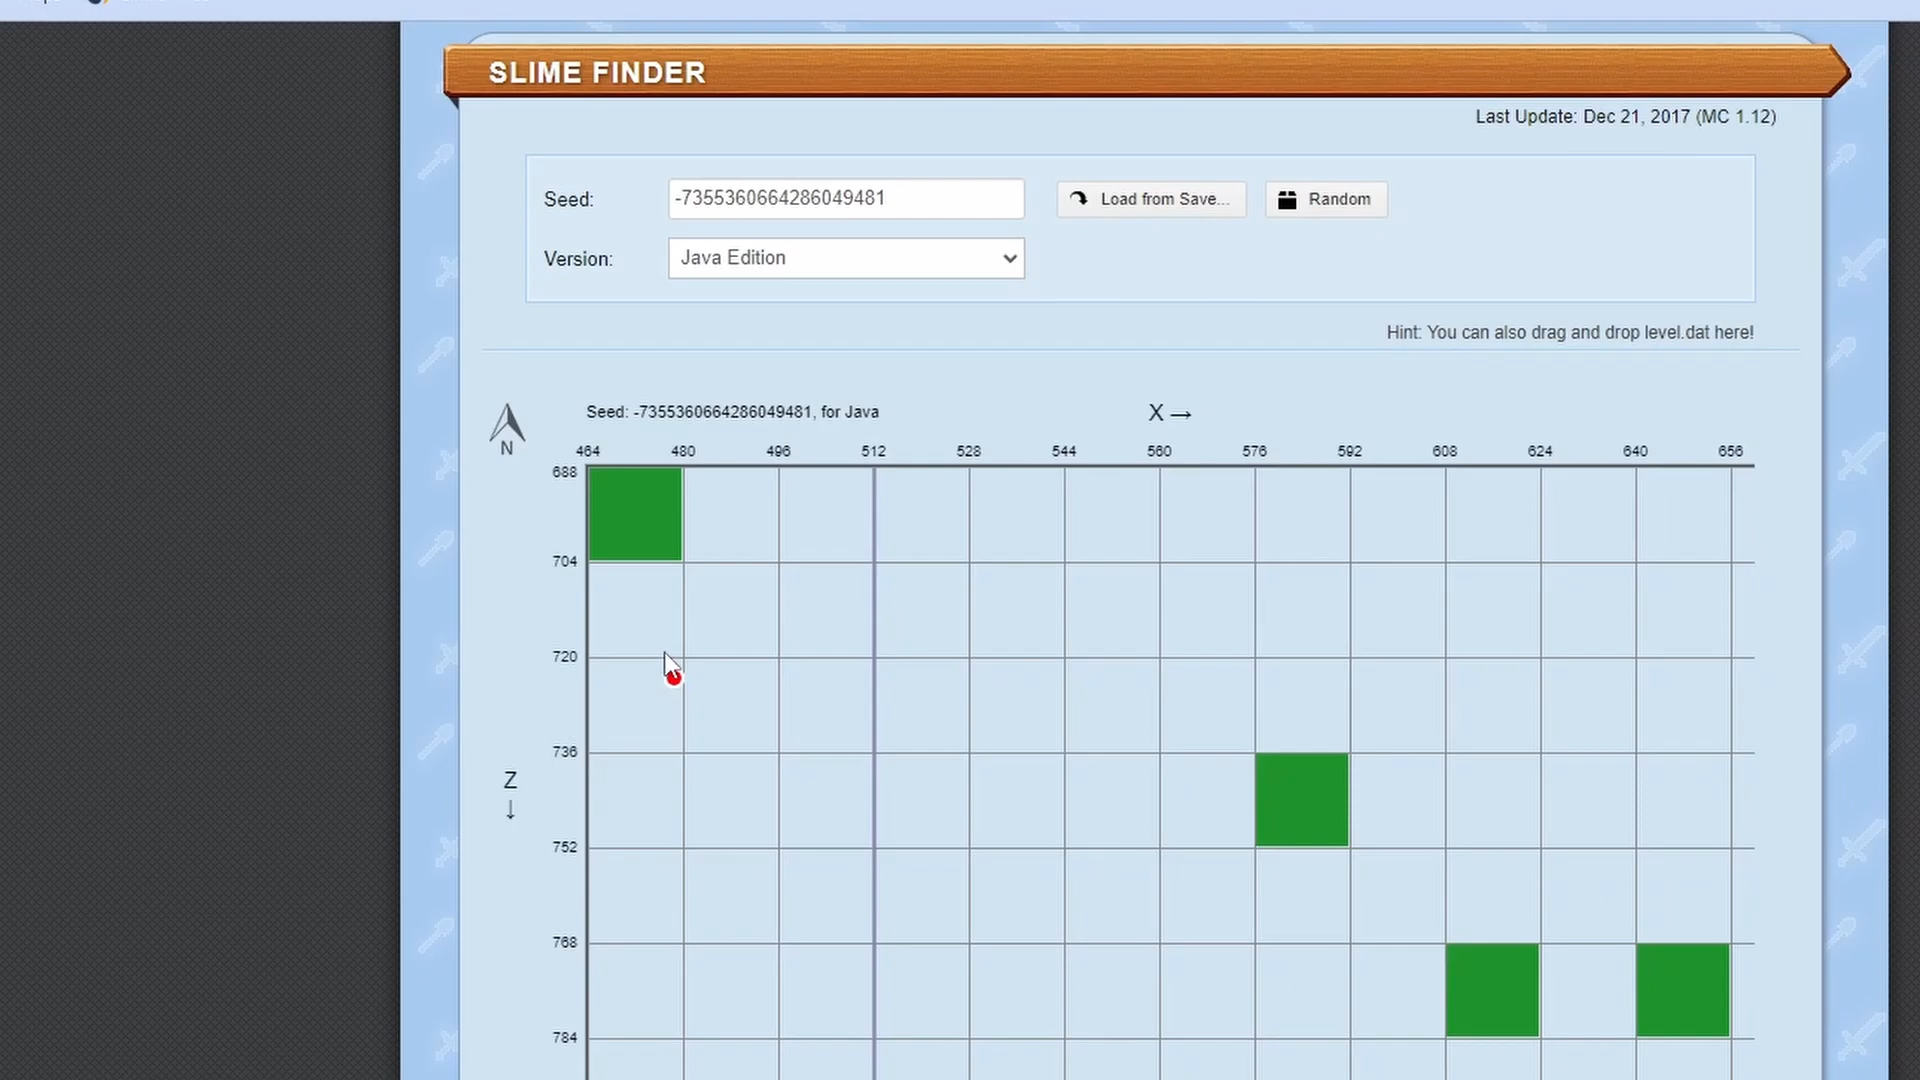 SLIME FINDER
Last Update: Dec 21, 2017 (MC 1.12)
Seed: -7355360664286049481 Load from Save... Random
Version: Java Edition
Hint: You can also drag and drop level.dat here!
Seed: -7355360664286049481, for Java X →
N
464 480 496 512 528 544 560 576 592 608 624 640 656
688
704
720
736
Z
↓
752
768
784